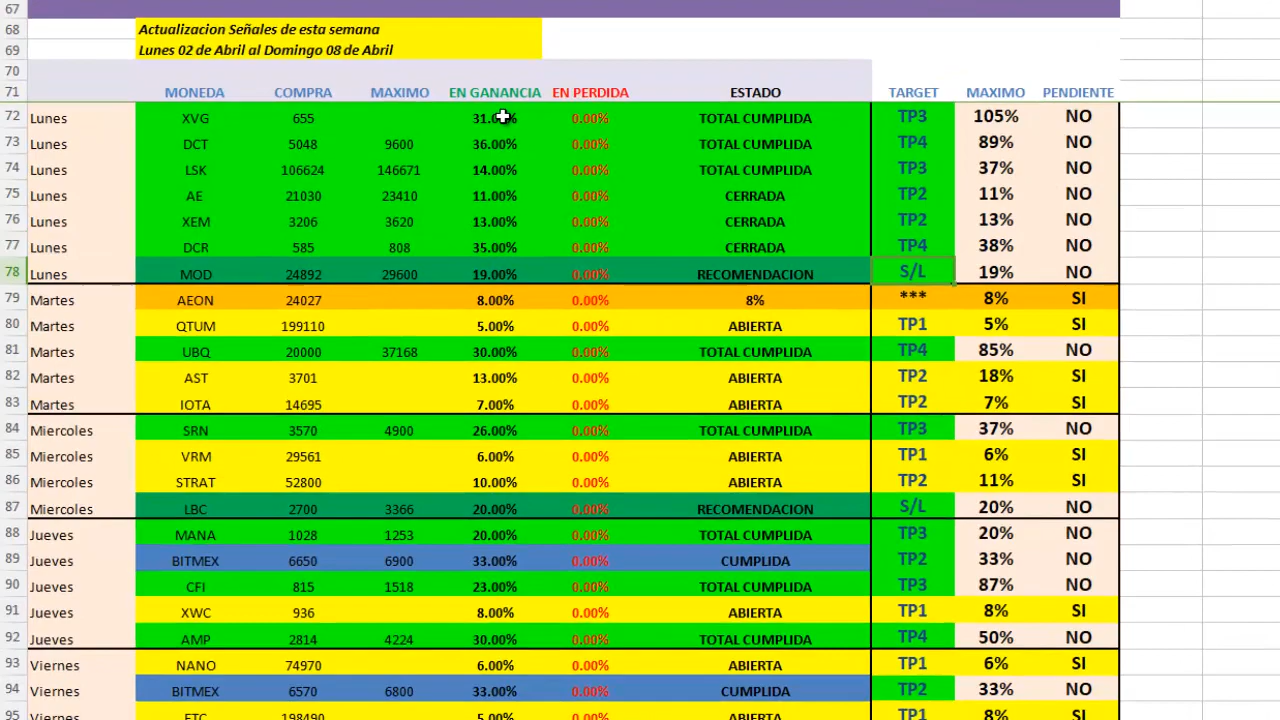 67
68 Actualizacion Señales de esta semana
69 Lunes 02 de Abril al Domingo 08 de Abril
70
71 MONEDA COMPRA MAXIMO EN GANANCIA EN PERDIDA ESTADO TARGET MAXIMO PENDIENTE
72 Lunes XVG 655 0.00% TOTAL CUMPLIDA TP3 105% NO
73 Lunes DCT 5048 9600 36.00% 0.00% TOTAL CUMPLIDA TP4 89% NO
74 Lunes LSK 106624 146671 14.00% 0.00% TOTAL CUMPLIDA TP3 37% NO
75 Lunes AE 21030 23410 11.00% 0.00% CERRADA TP2 11% NO
76 Lunes XEM 3206 3620 13.00% 0.00% CERRADA TP2 13% NO
77 Lunes DCR 585 808 35.00% 0.00% CERRADA TP4 38% NO
78 Lunes MOD 24892 29600 19.00% 0.00% RECOMENDACION S/L 19% NO
79 Martes AEON 24027 8.00% 0.00% 8% *** 8% SI
80 Martes QTUM 199110 5.00% 0.00% ABIERTA TP1 5% SI
81 Martes UBQ 20000 37168 30.00% 0.00% TOTAL CUMPLIDA TP4 85% NO
82 Martes AST 3701 13.00% 0.00% ABIERTA TP2 18% SI
83 Martes IOTA 14695 7.00% 0.00% ABIERTA TP2 7% SI
84 Miercoles SRN 3570 4900 26.00% 0.00% TOTAL CUMPLIDA TP3 37% NO
85 Miercoles VRM 29561 6.00% 0.00% ABIERTA TP1 6% SI
86 Miercoles STRAT 52800 10.00% 0.00% ABIERTA TP2 11% SI
87 Miercoles LBC 2700 3366 20.00% 0.00% RECOMENDACION S/L 20% NO
88 Jueves MANA 1028 1253 20.00% 0.00% TOTAL CUMPLIDA TP3 20% NO
89 Jueves BITMEX 6650 6900 33.00% 0.00% CUMPLIDA TP2 33% NO
90 Jueves CFI 815 1518 23.00% 0.00% TOTAL CUMPLIDA TP3 87% NO
91 Jueves XWC 936 8.00% 0.00% ABIERTA TP1 8% SI
92 Jueves AMP 2814 4224 30.00% 0.00% TOTAL CUMPLIDA TP4 50% NO
93 Viernes NANO 74970 6.00% 0.00% ABIERTA TP1 6% SI
94 Viernes BITMEX 6570 6800 33.00% 0.00% CUMPLIDA TP2 33% NO
95 Viernes ETC 198490 5.00% 0.00% ABIERTA TP1 8% SI